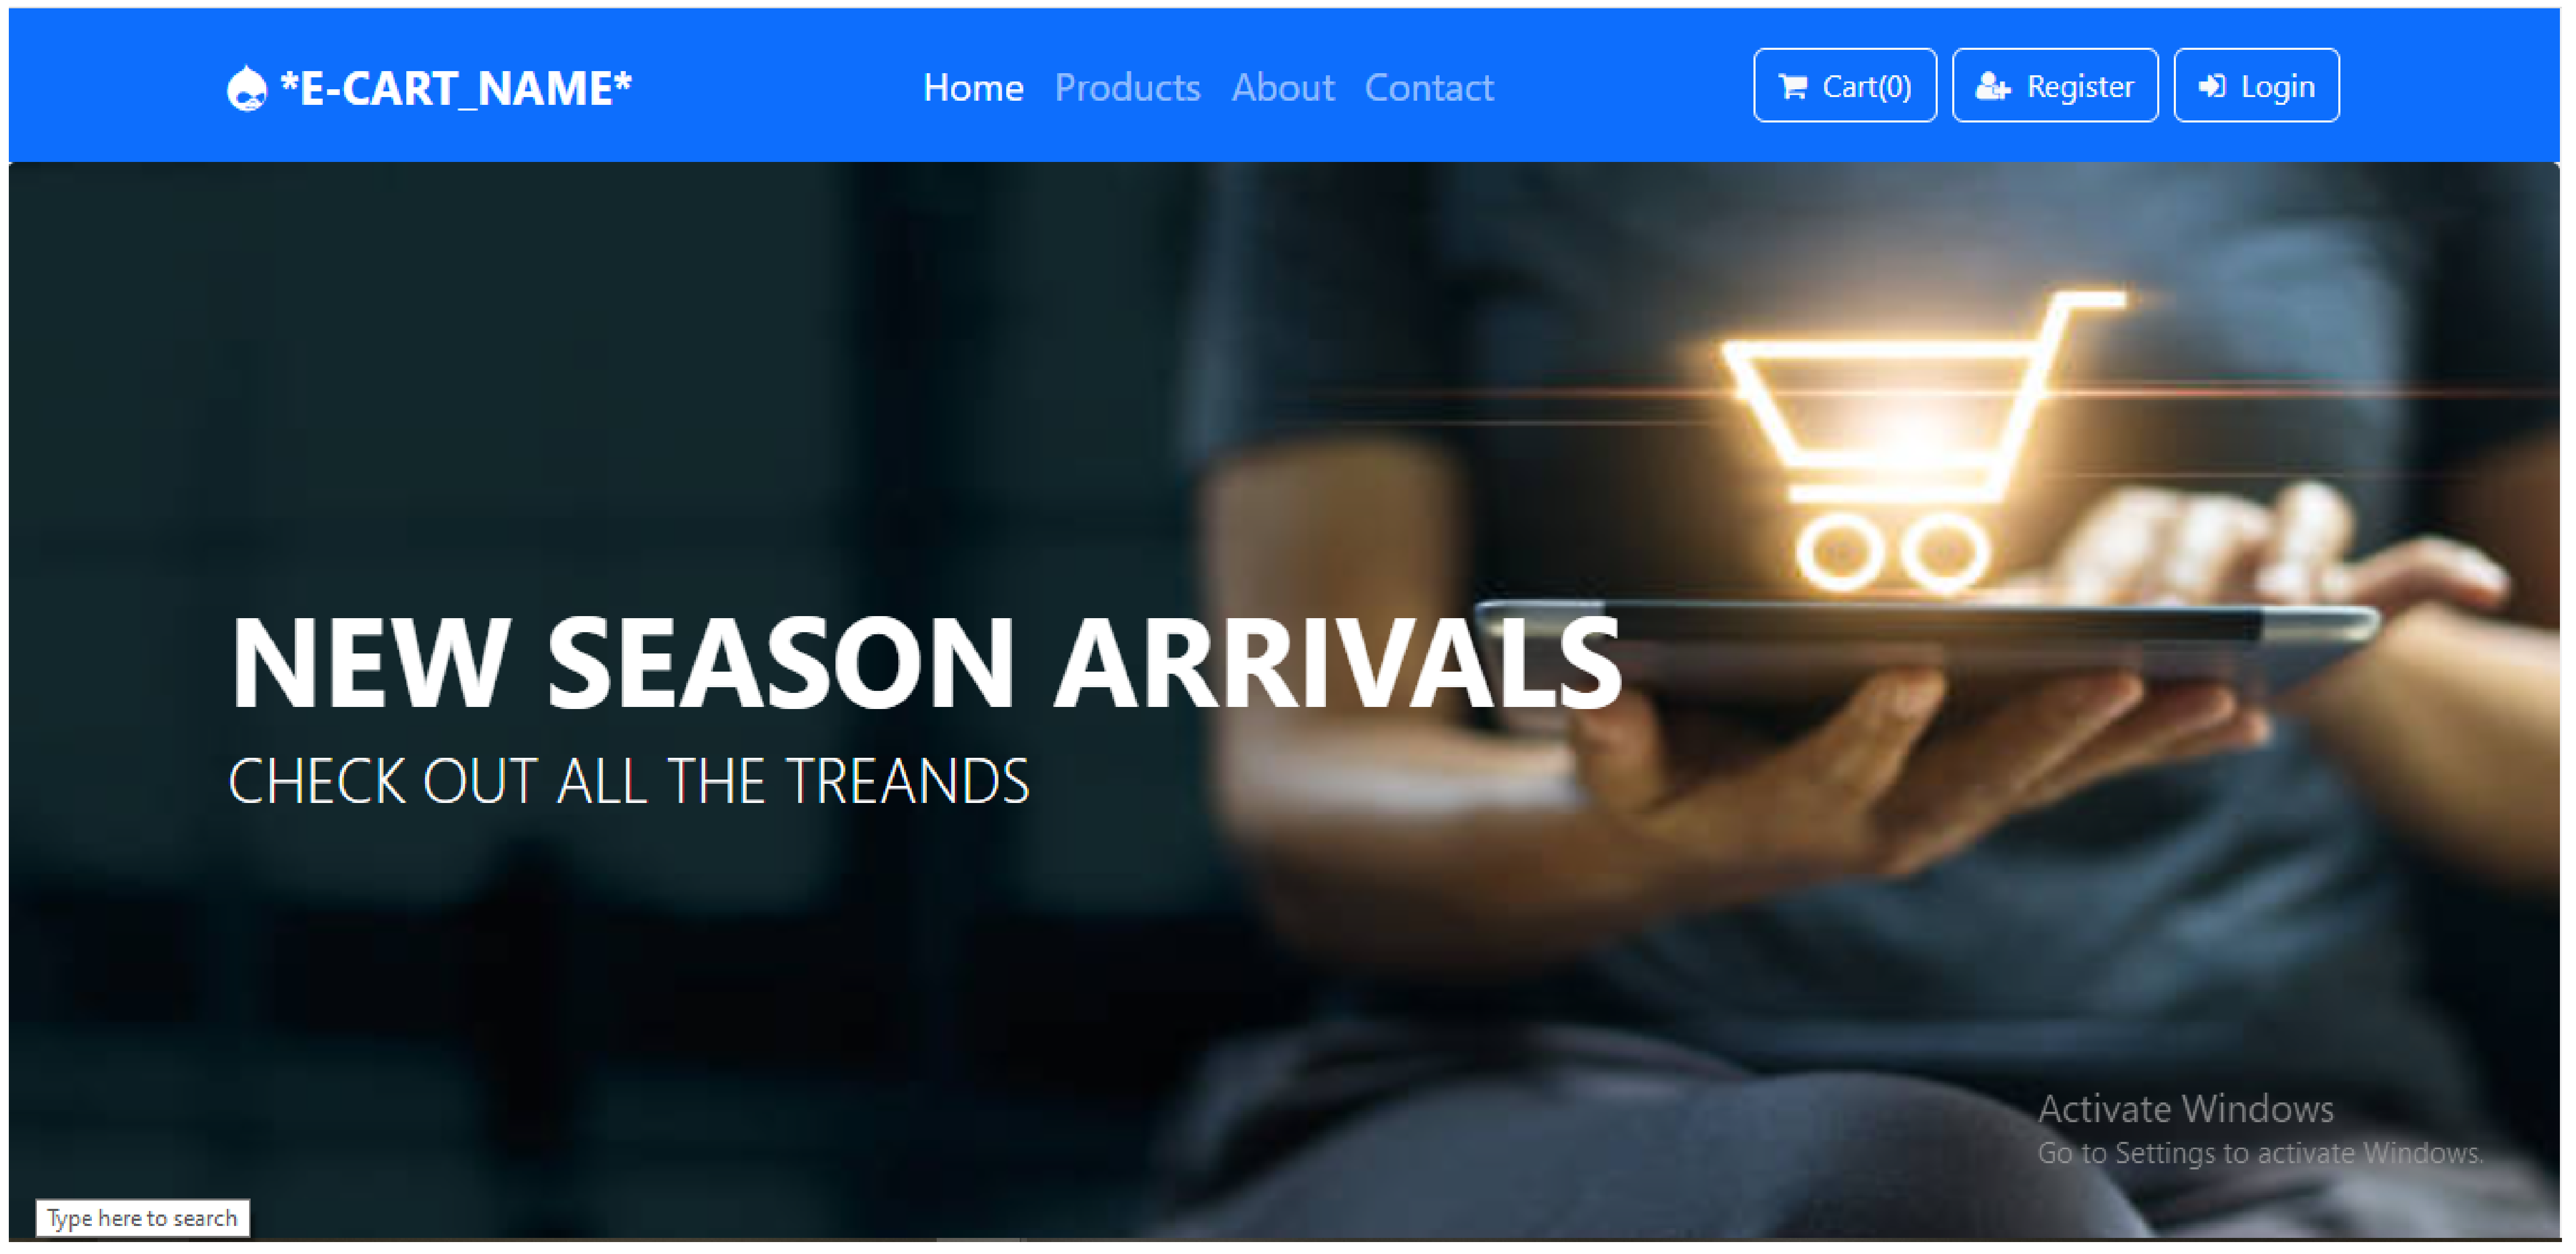 *E-CART_NAME*
Home Products About Contact
Cart(0) Register Login
NEW SEASON ARRIVALS
CHECK OUT ALL THE TREANDS
Activate Windows
Go to Settings to activate Windows.
Type here to search